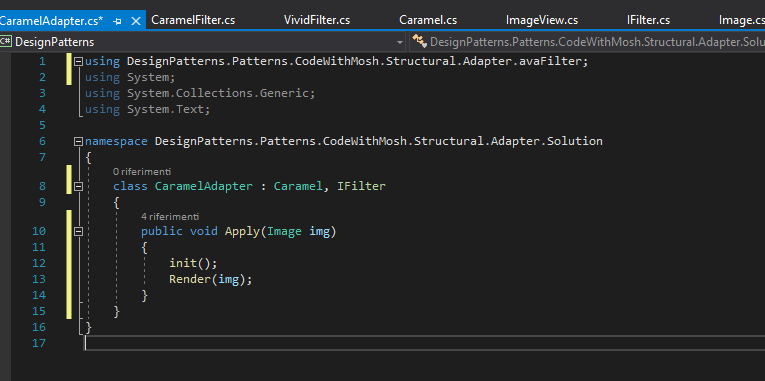 CaramelAdapter.cs* CaramelFilter.cs VividFilter.cs Caramel.cs ImageView.cs IFilter.cs Image.cs
C# DesignPatterns DesignPatterns.Patterns.CodeWithMosh.Structural.Adapter.Solu
1 using DesignPatterns.Patterns.CodeWithMosh.Structural.Adapter.avaFilter;
2 using System;
3 using System.Collections.Generic;
4 using System.Text;
5
6 namespace DesignPatterns.Patterns.CodeWithMosh.Structural.Adapter.Solution
7 {
0 riferimenti
8 class CaramelAdapter : Caramel, IFilter
9 {
4 riferimenti
10 public void Apply(Image img)
11 {
12 init();
13 Render(img);
14 }
15 }
16 }
17